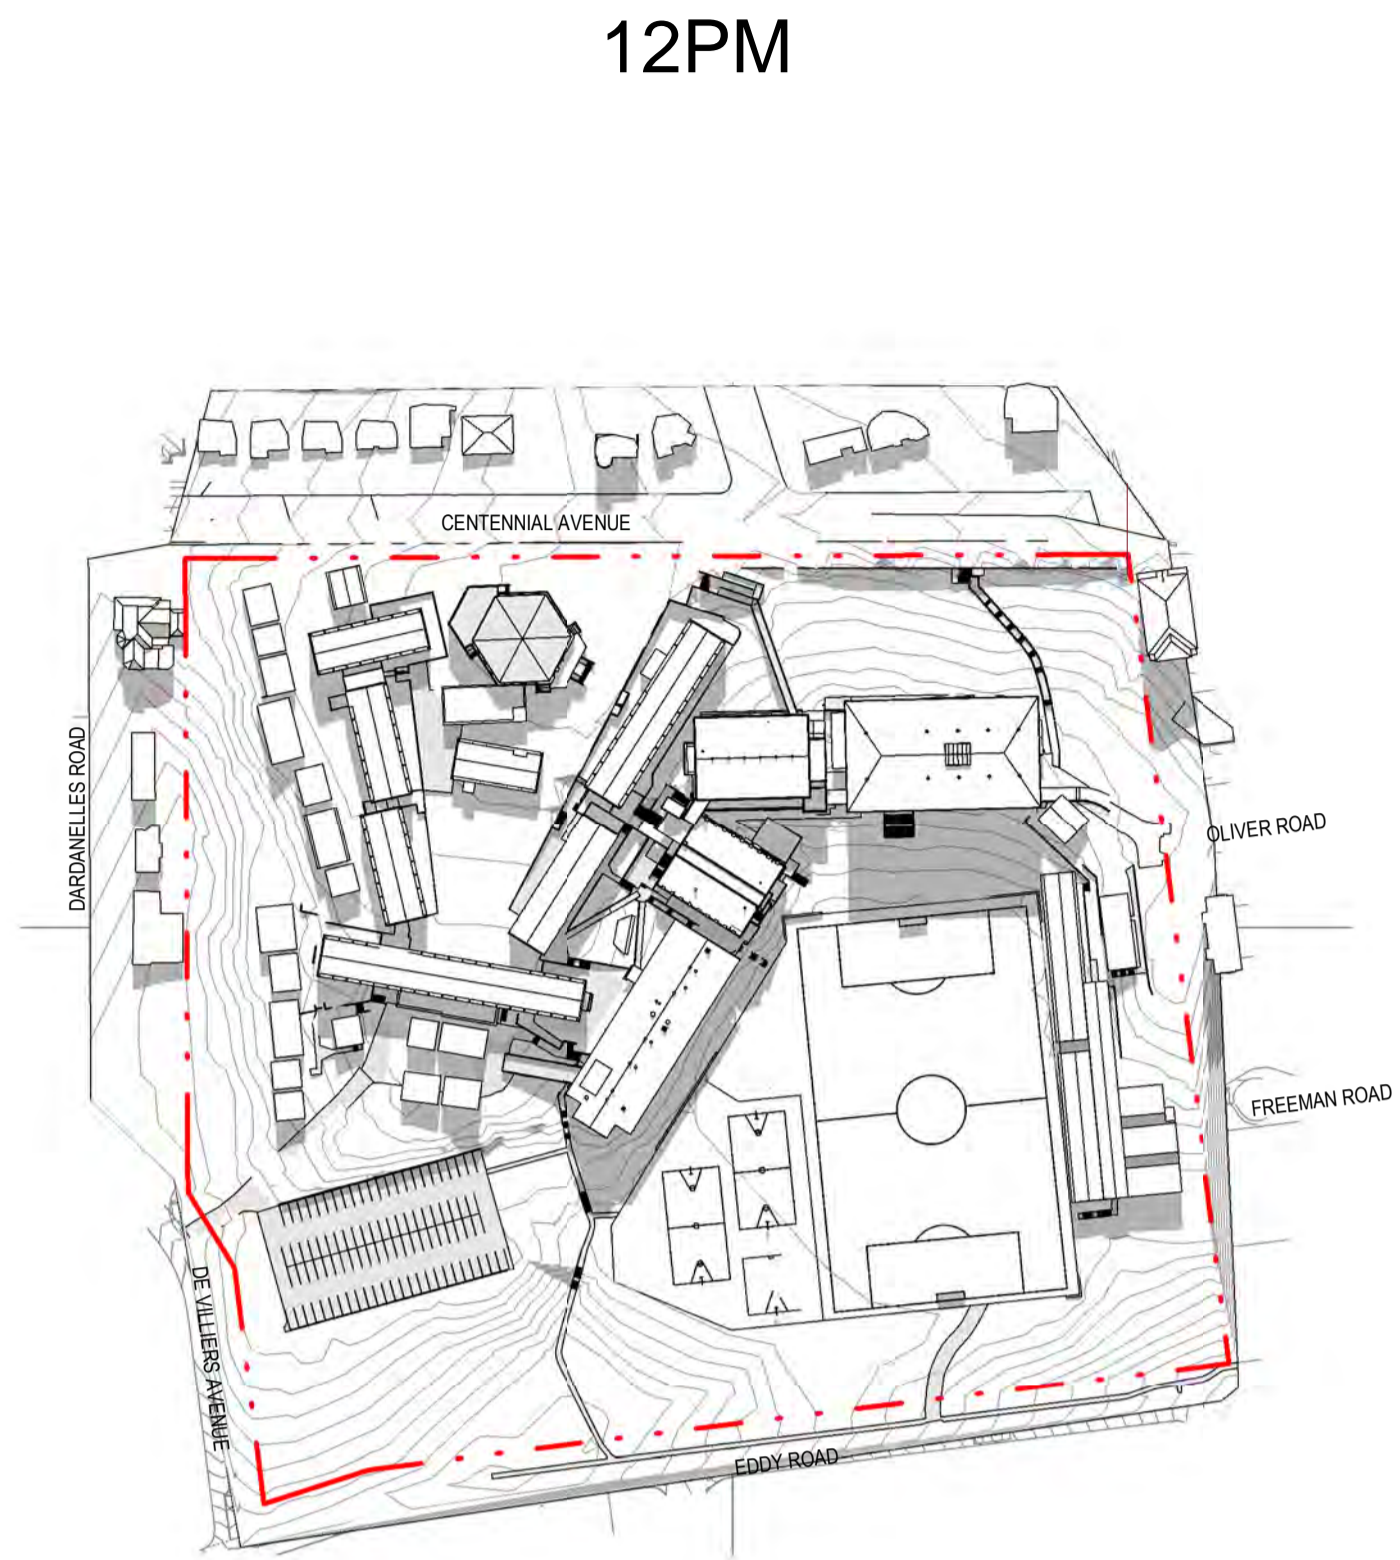 12PM
CENTENNIAL AVENUE
DARDANELLES ROAD
OLIVER ROAD
FREEMAN ROAD
DE VILLIERS AVENUE
EDDY ROAD